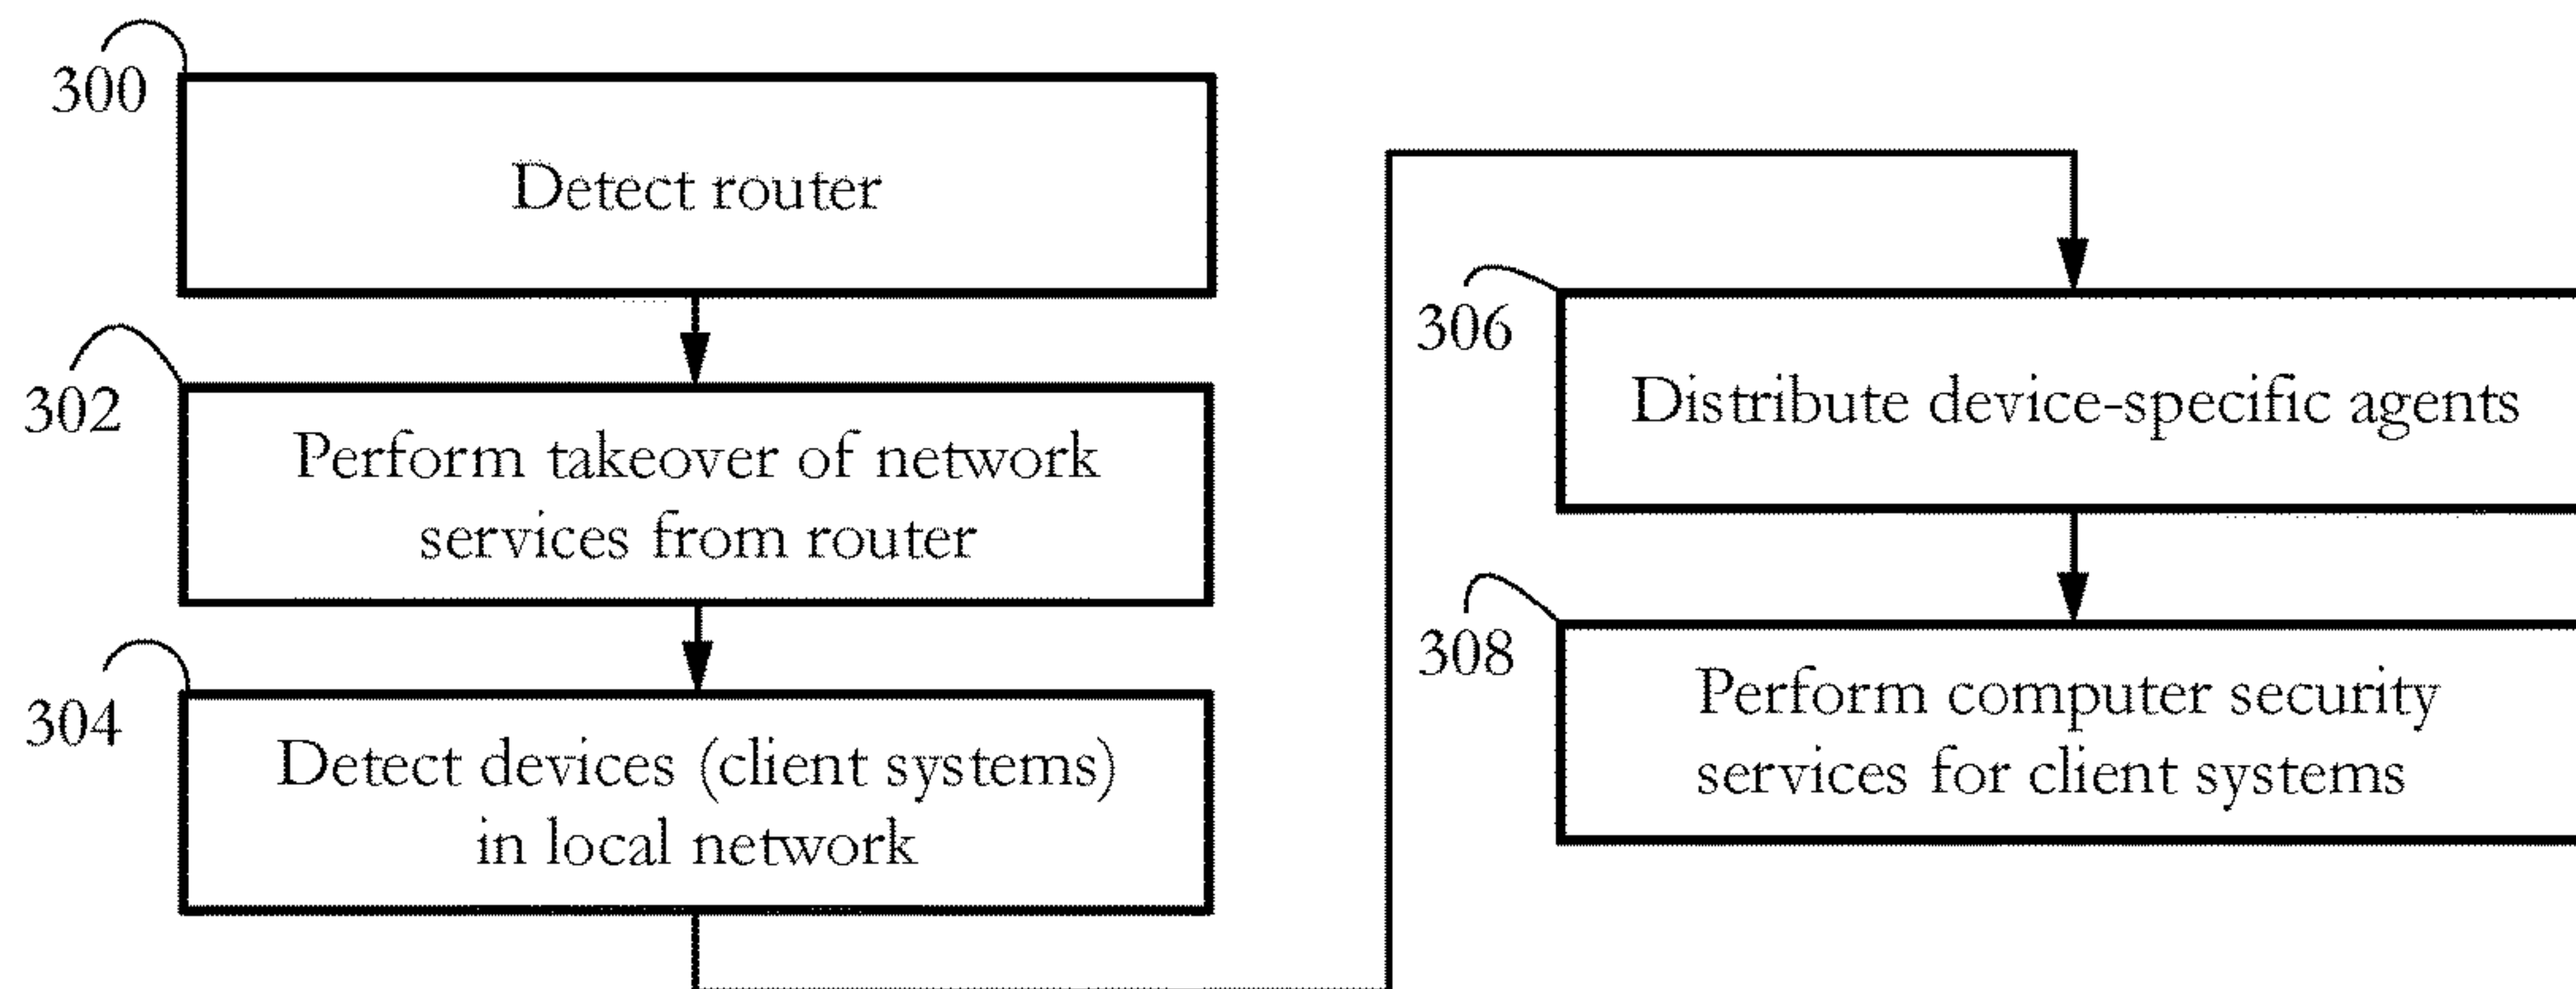 300
Detect router
302
Perform takeover of network
services from router
304
Detect devices (client systems)
in local network
306
Distribute device-specific agents
308
Perform computer security
services for client systems